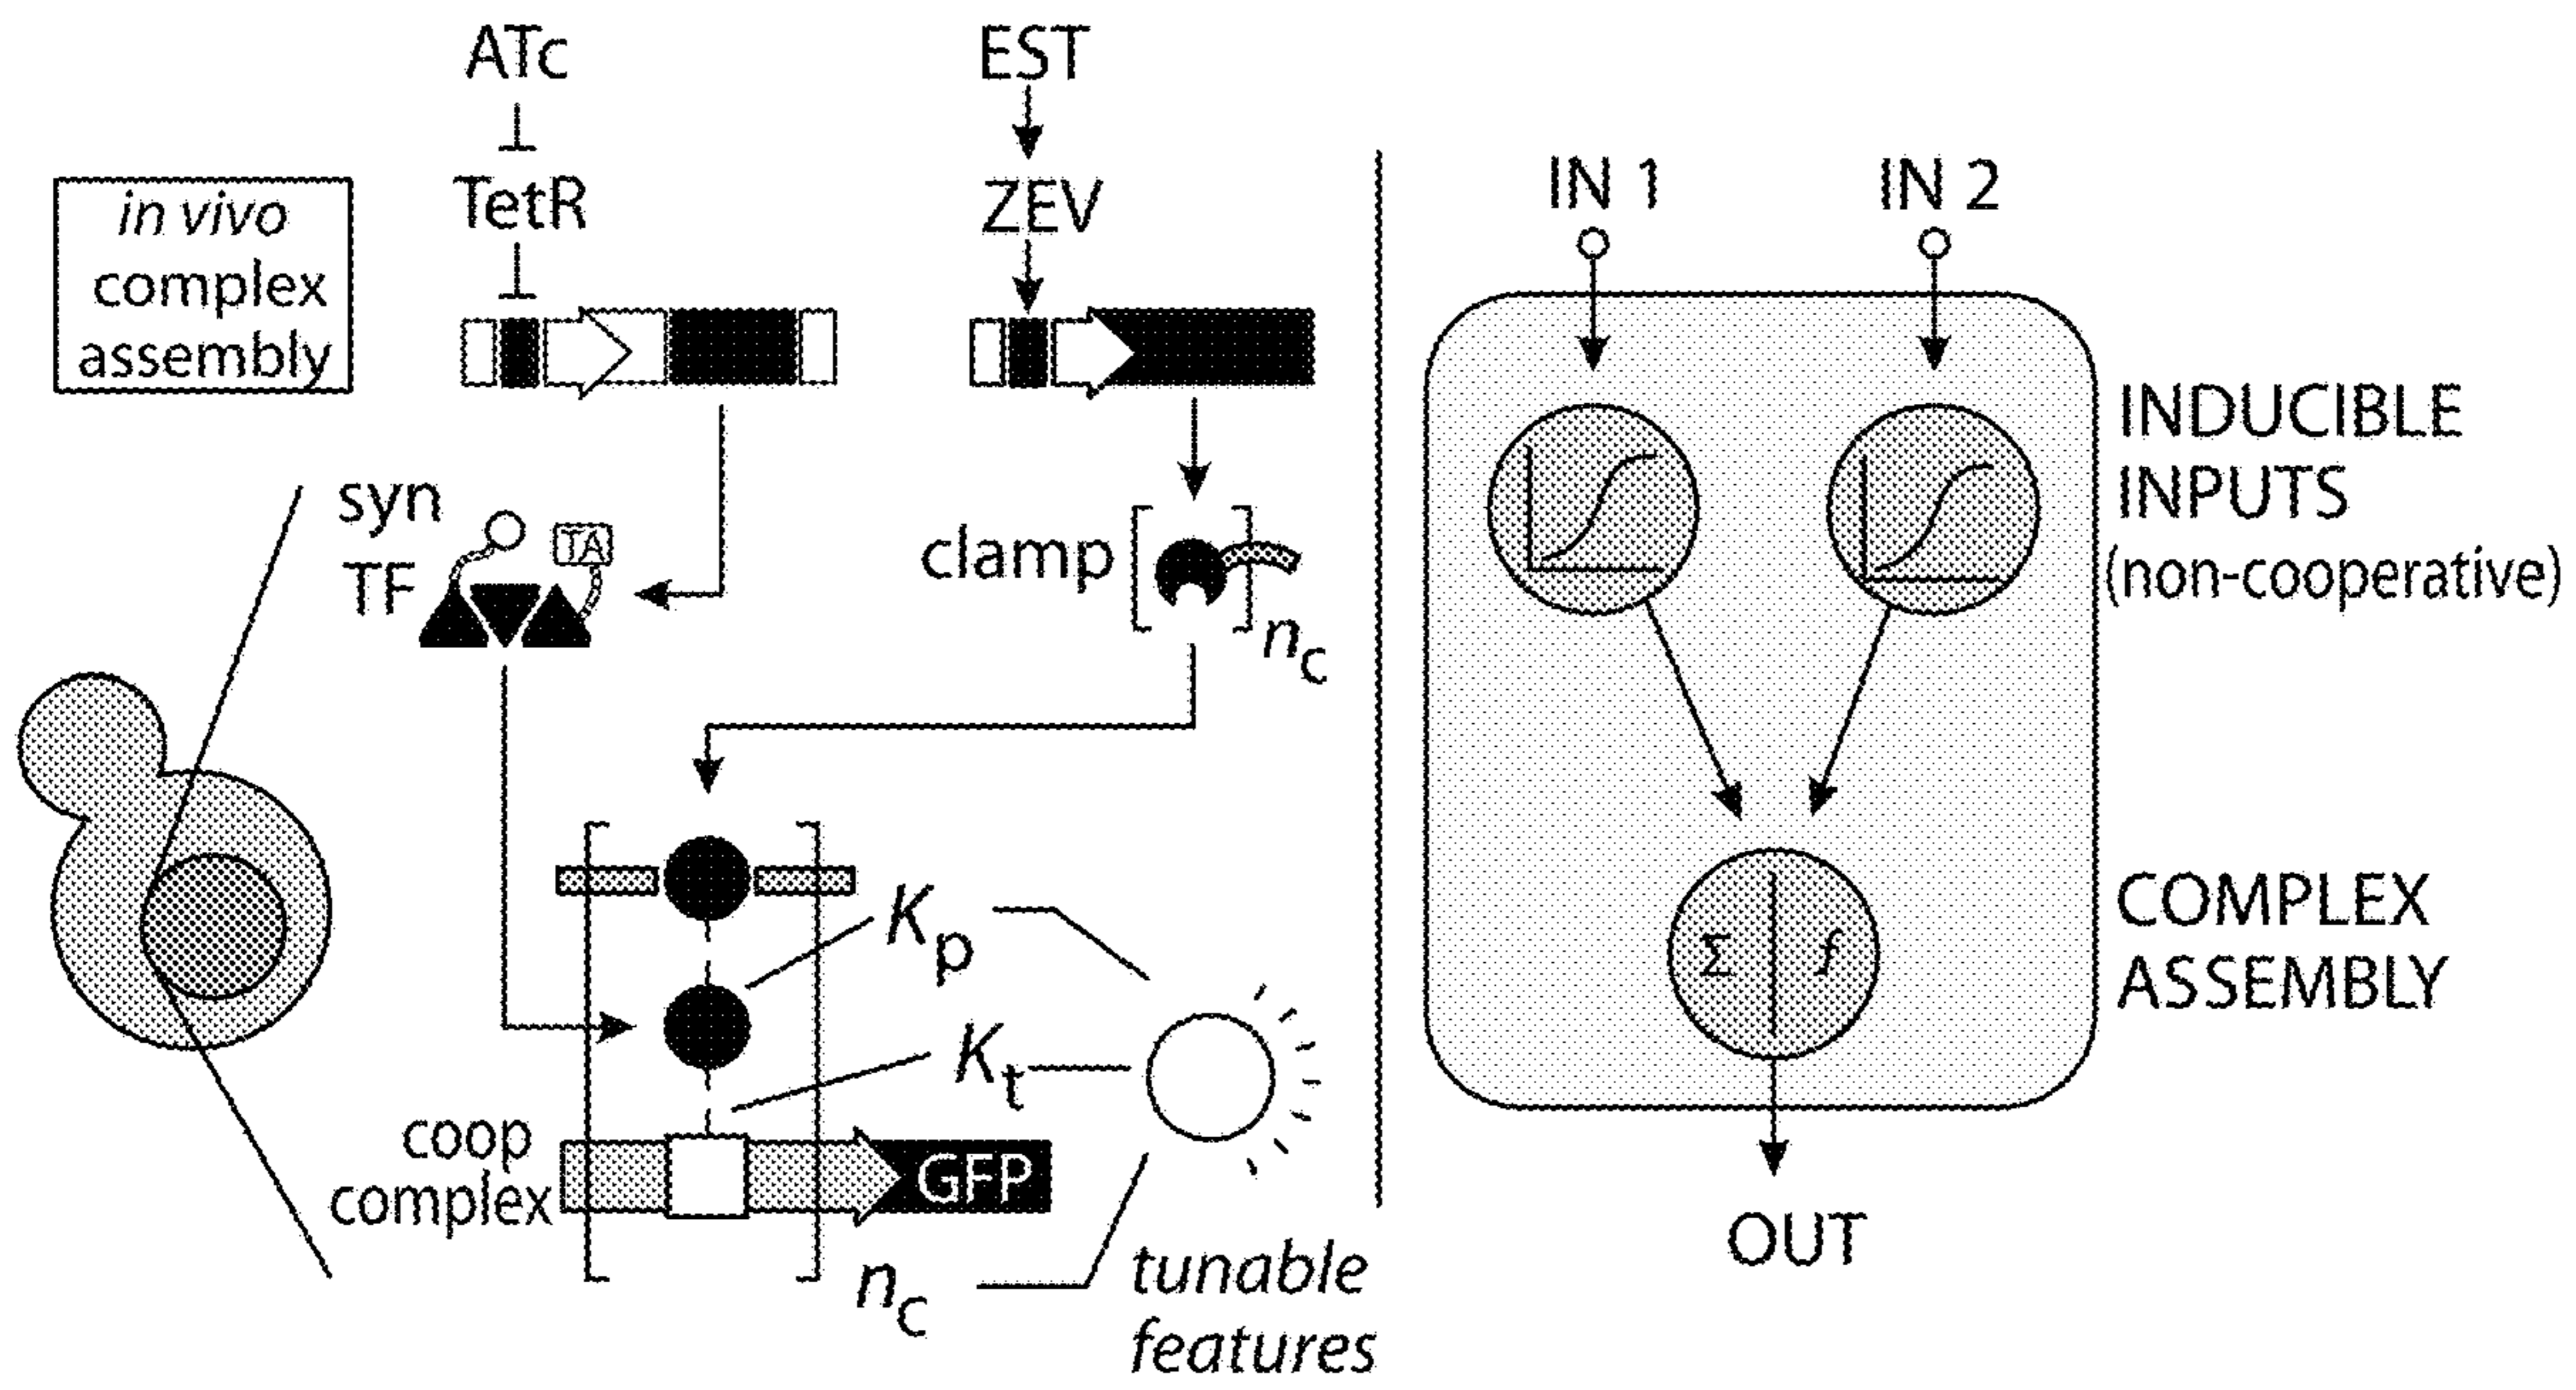 in vivo
complex
assembly
ATc
TetR
EST
ZEV
syn
TF
TA
clamp
nc
Kp
Kt
coop
complex
GFP
nc
tunable
features
IN 1
IN 2
INDUCIBLE
INPUTS
(non-cooperative)
Σ
f
COMPLEX
ASSEMBLY
OUT